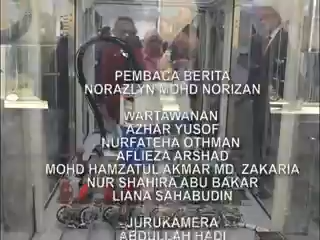 PEMBACA BERITA
NORAZLYN MOHD NORIZAN
WARTAWANAN
AZHAR YUSOF
NURFATEHA OTHMAN
AFLIEZA ARSHAD
MOHD HAMZATUL AKMAR MD. ZAKARIA
NUR SHAHIRA ABU BAKAR
LIANA SAHABUDIN
JURUKAMERA
ABDULLAH HADI